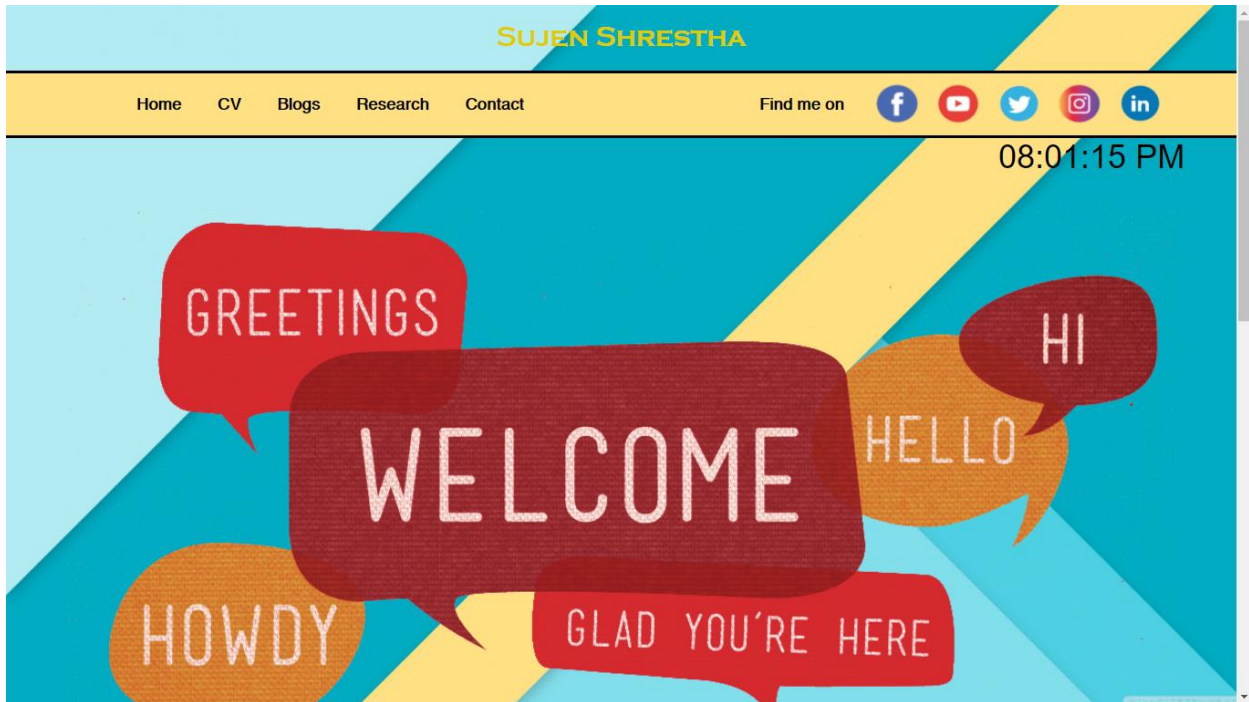 SUJEN SHRESTHA
Home CV Blogs Research Contact Find me on
08:01:15 PM
GREETINGS
HI
WELCOME
HELLO
HOWDY
GLAD YOU'RE HERE